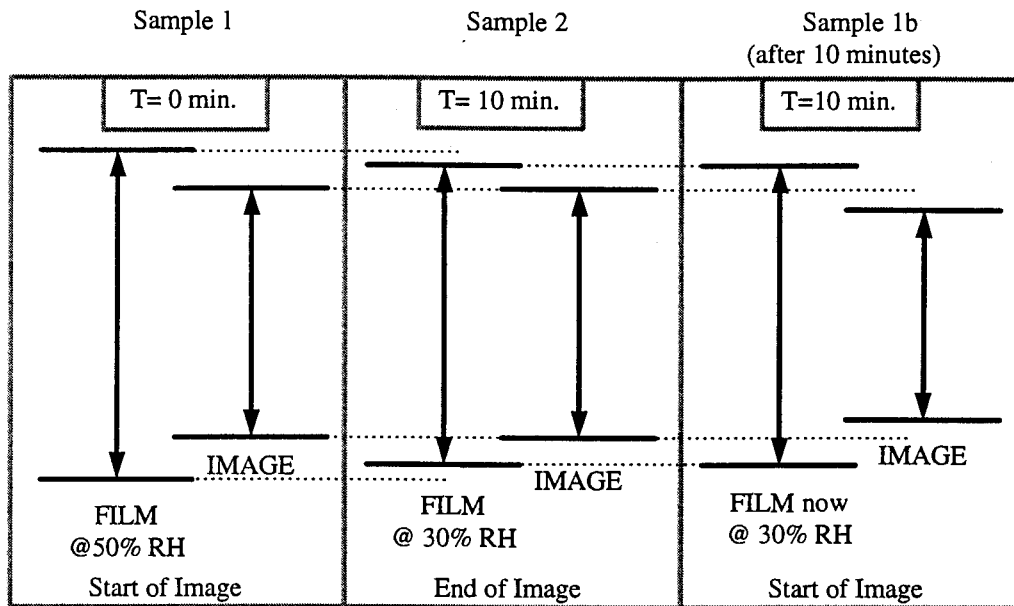 Sample 1
Sample 2
Sample 1b
(after 10 minutes)
T= 0 min.
T= 10 min.
T=10 min.
IMAGE
FILM
@50% RH
Start of Image
IMAGE
FILM
@ 30% RH
End of Image
IMAGE
FILM now
@ 30% RH
Start of Image